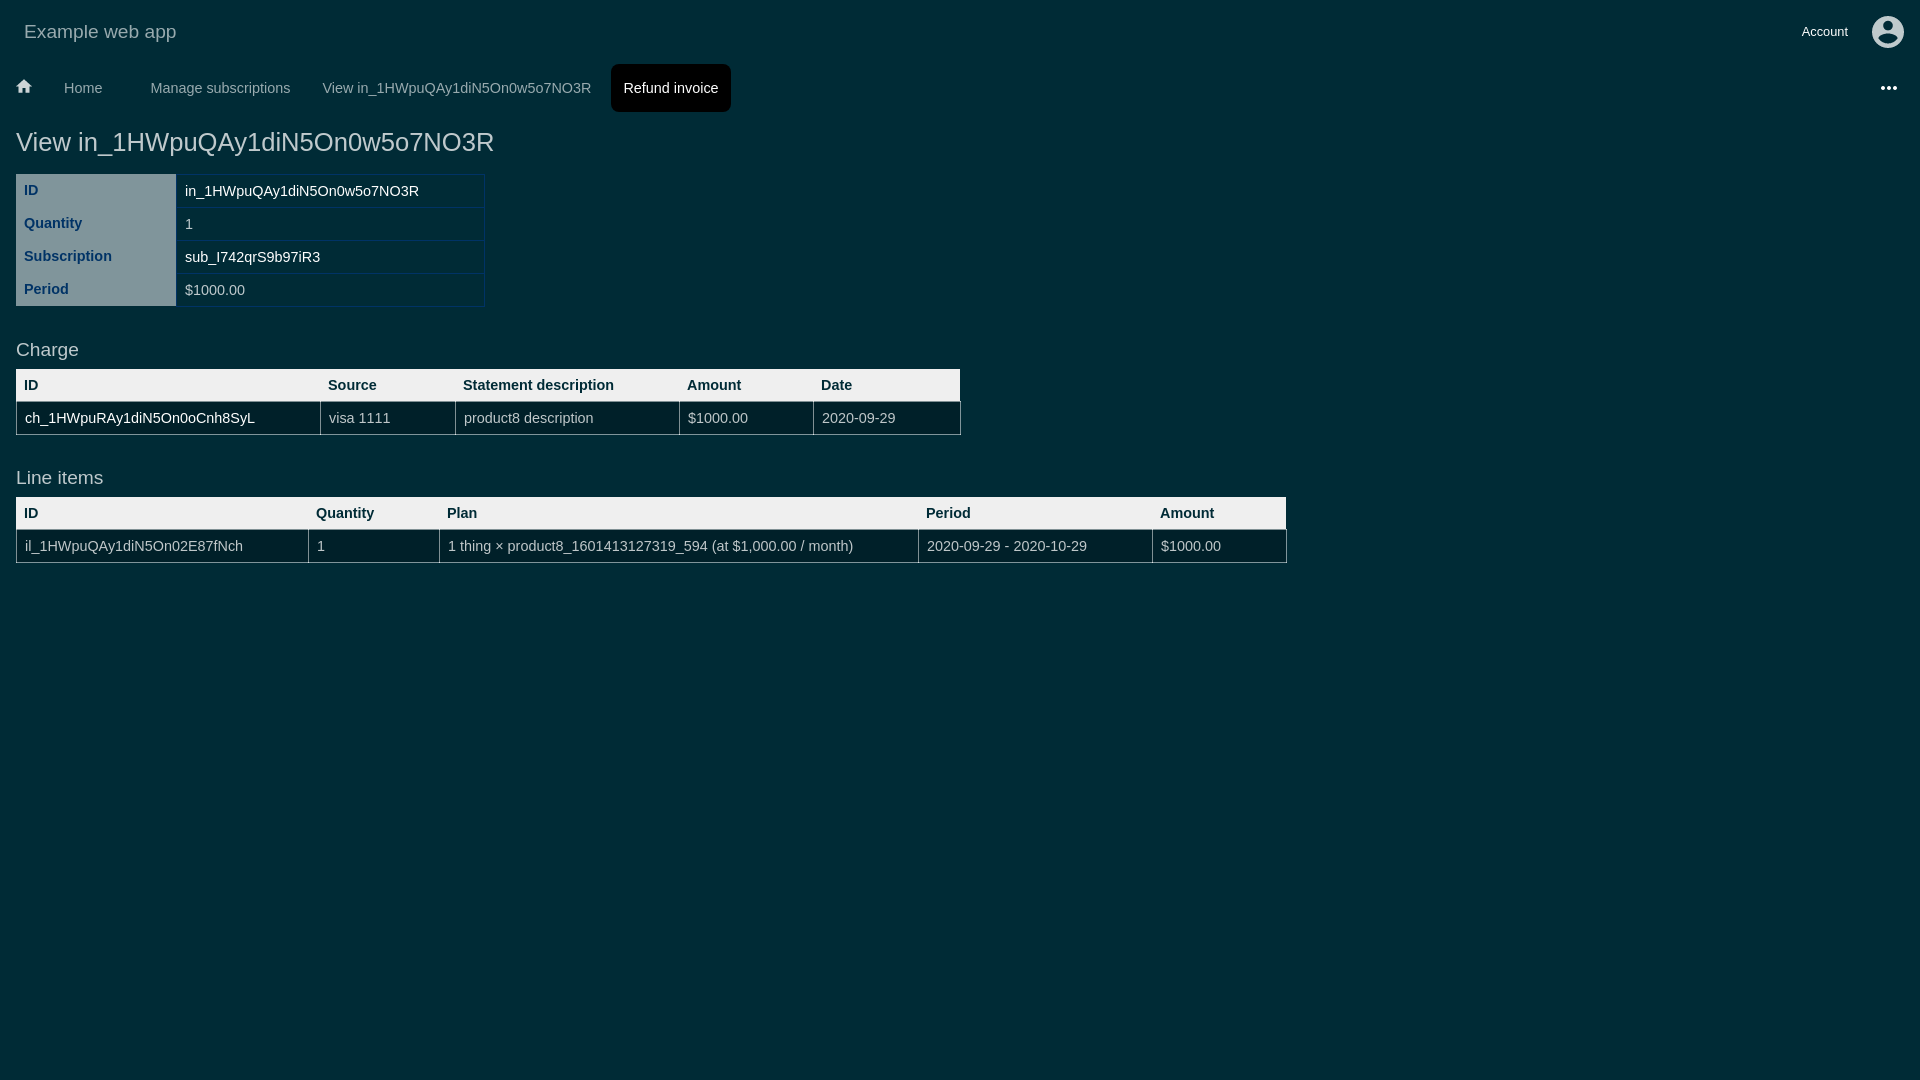 Example web app
Account
Home Manage subscriptions View in_1HWpuQAy1diN5On0w5o7NO3R Refund invoice
View in_1HWpuQAy1diN5On0w5o7NO3R
ID in_1HWpuQAy1diN5On0w5o7NO3R
Quantity 1
Subscription sub_I742qrS9b97iR3
Period $1000.00
Charge
ID Source Statement description Amount Date
ch_1HWpuRAy1diN5On0oCnh8SyL visa 1111 product8 description $1000.00 2020-09-29
Line items
ID Quantity Plan Period Amount
il_1HWpuQAy1diN5On02E87fNch 1 1 thing × product8_1601413127319_594 (at $1,000.00 / month) 2020-09-29 - 2020-10-29 $1000.00